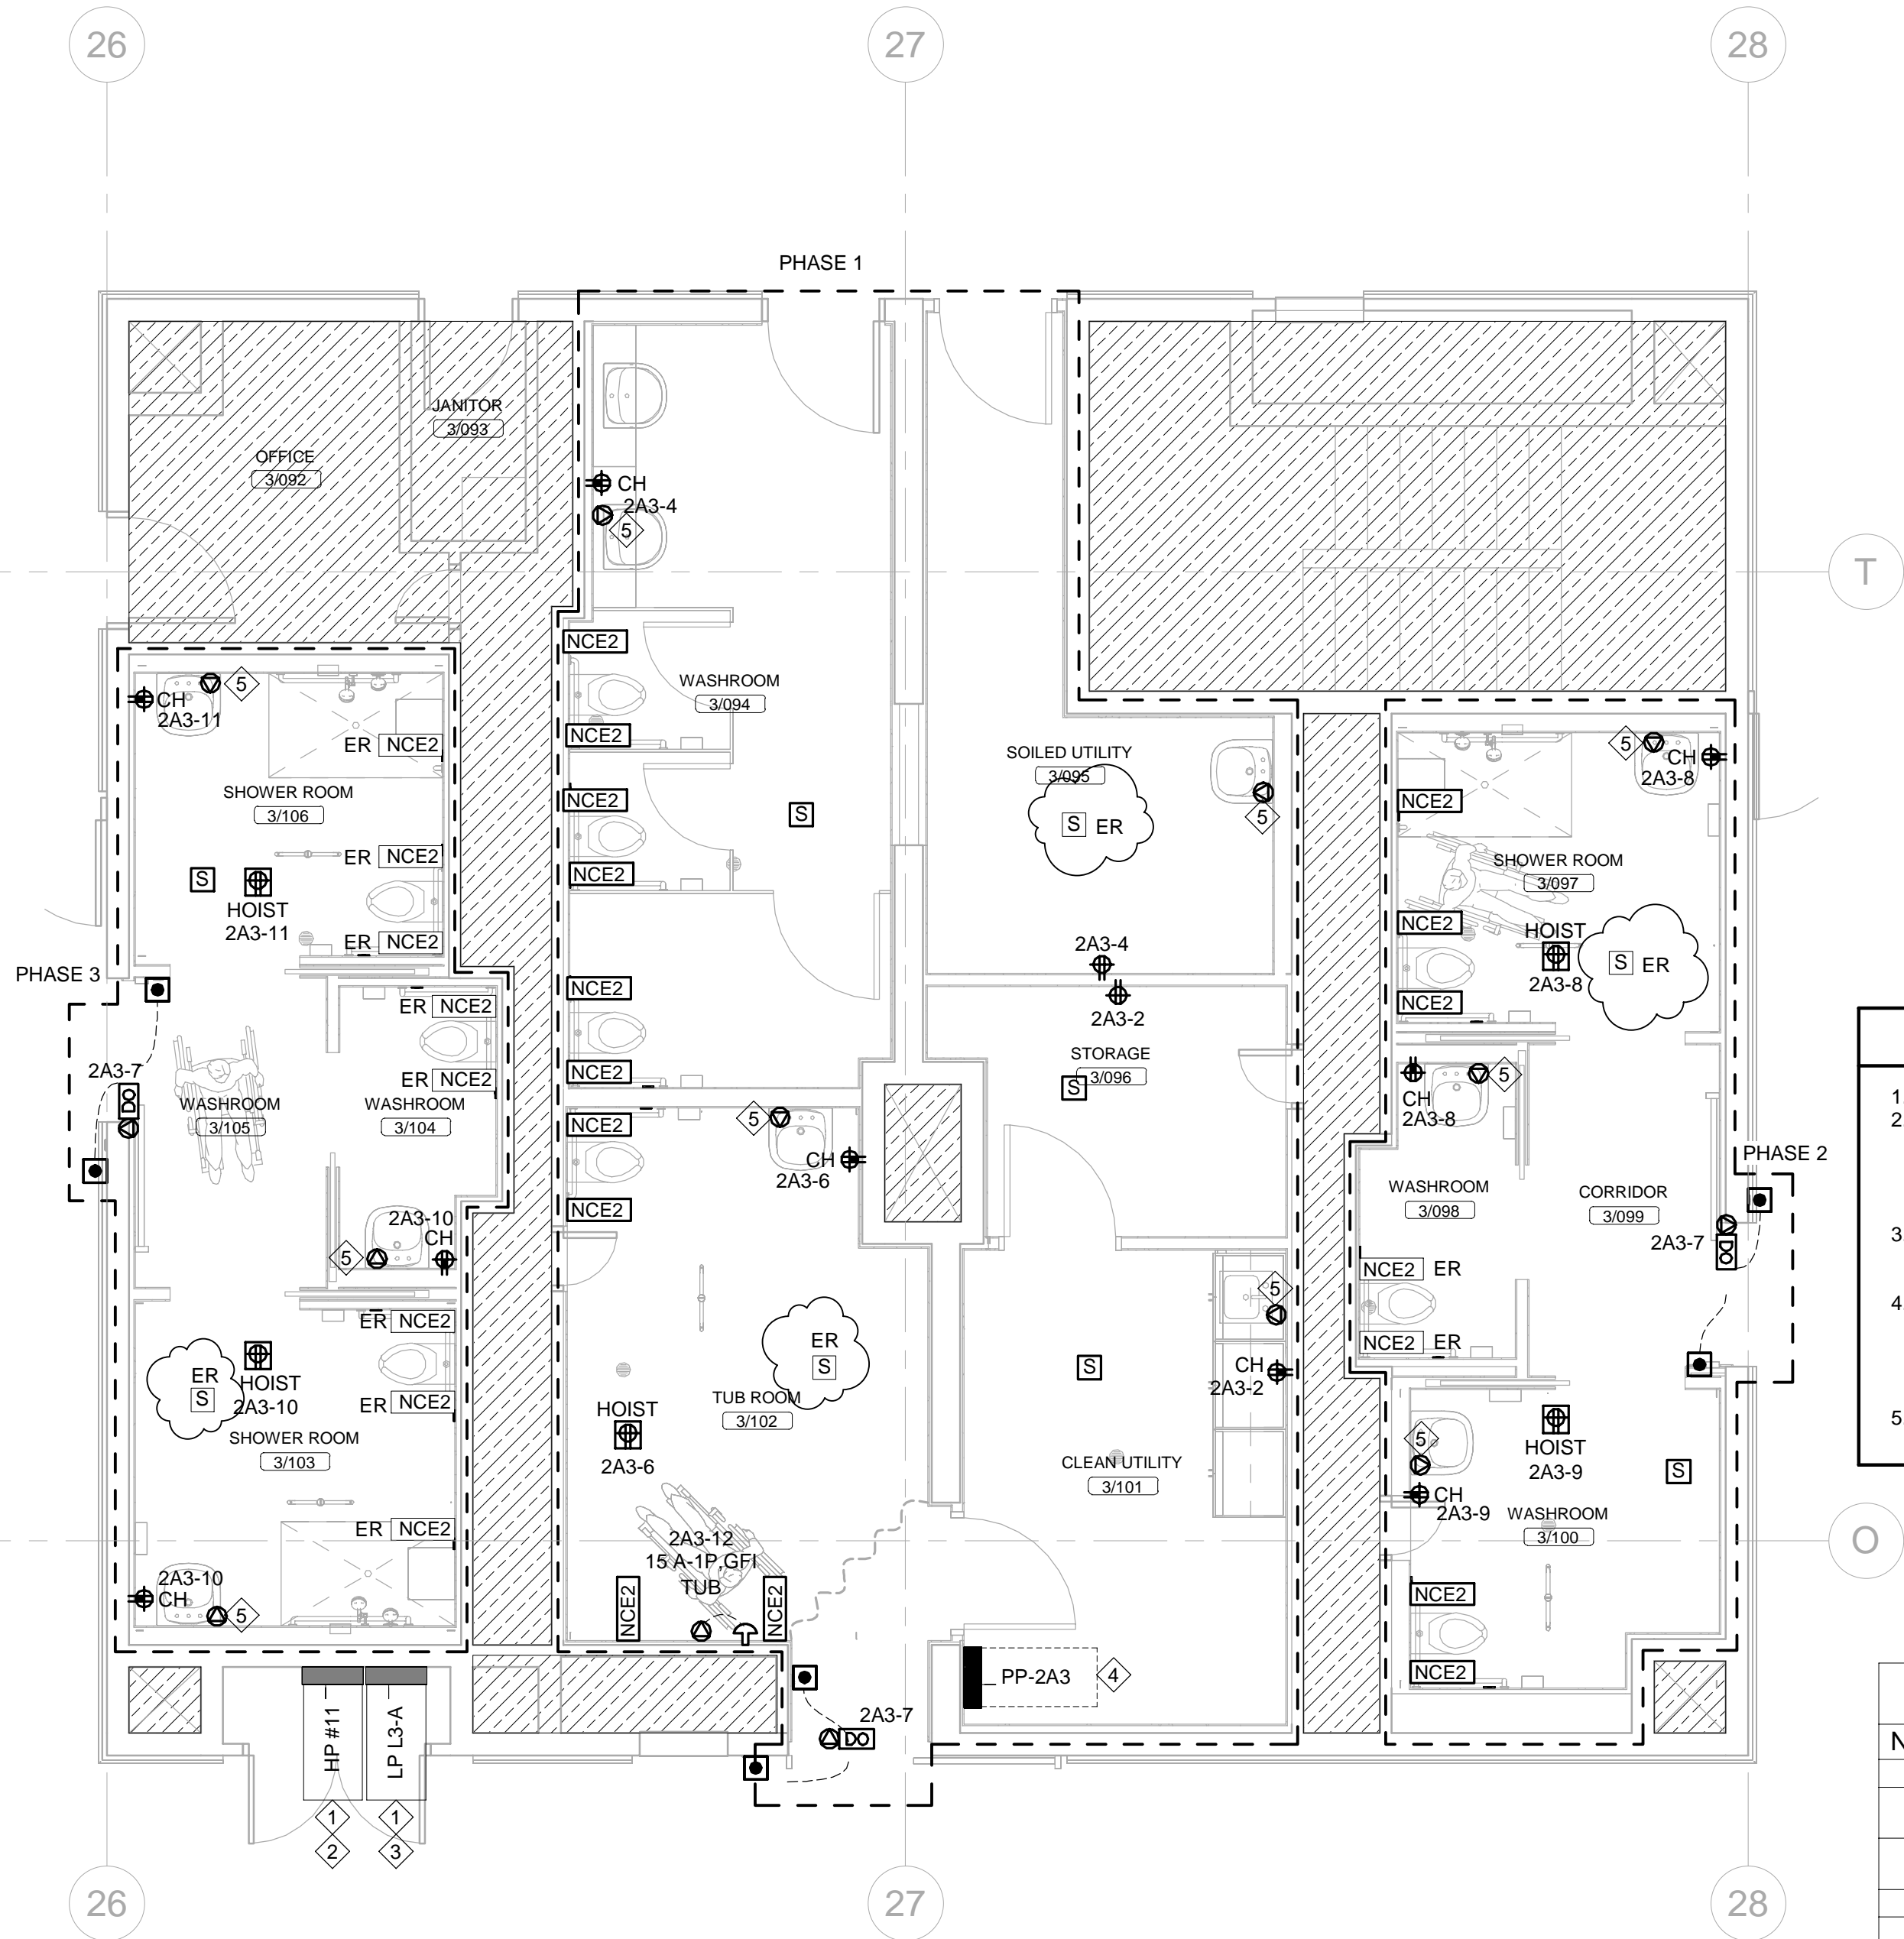 26
27
28
PHASE 1
JANITOR
3/093
OFFICE
3/092
CH
2A3-4
5
T
NCE2
WASHROOM
3/094
NCE2
NCE2
S
NCE2
NCE2
NCE2
5
CH
2A3-11
ER NCE2
SHOWER ROOM
3/106
ER NCE2
S
HOIST
2A3-11
ER NCE2
PHASE 3
ER NCE2
ER NCE2
2A3-7
DO
WASHROOM
3/105
WASHROOM
3/104
2A3-10
CH
5
ER NCE2
ER
S
HOIST
2A3-10
ER NCE2
SHOWER ROOM
3/103
ER NCE2
2A3-10
CH
5
SOILED UTILITY
3/095
S ER
5
2A3-4
2A3-2
STORAGE
3/096
S
NCE2
5
CH
2A3-6
NCE2
ER
S
TUB ROOM
3/102
HOIST
2A3-6
2A3-12
15 A-1P,GFI
TUB
NCE2
NCE2
5
S
CH
2A3-2
CLEAN UTILITY
3/101
PP-2A3
4
2A3-7
DO
5
CH
2A3-8
NCE2
SHOWER ROOM
3/097
NCE2
HOIST
2A3-8
S ER
NCE2
5
CH
2A3-8
PHASE 2
WASHROOM
3/098
CORRIDOR
3/099
2A3-7
DO
NCE2 ER
NCE2 ER
HOIST
2A3-9
5
S
CH
2A3-9
WASHROOM
3/100
NCE2
NCE2
O
HP #11
LP L3-A
1
1
2
3
1
2
3
4
5
N
26
27
28